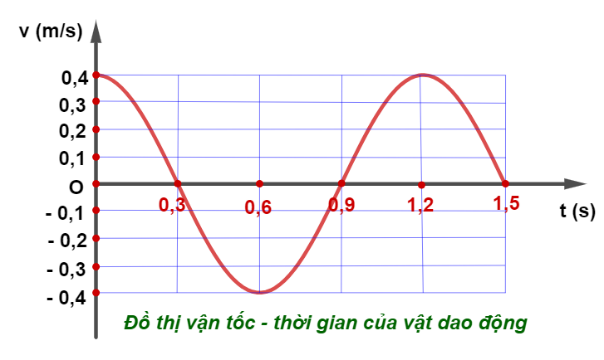 v (m/s)
0,4
0,3
0,2
0,1
O
0,3 0,6 0,9 1,2 1,5
t (s)
- 0,1
- 0,2
- 0,3
- 0,4
Đồ thị vận tốc - thời gian của vật dao động